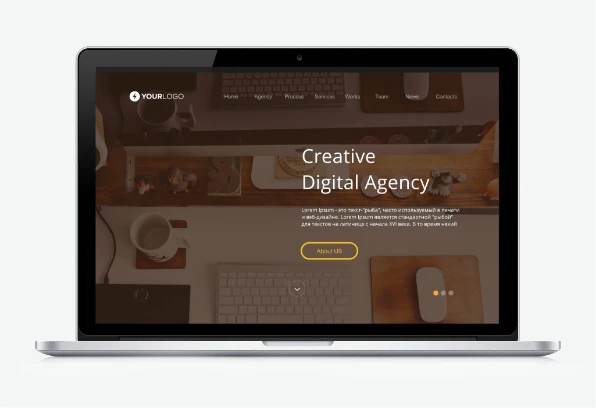 YOURLOGO
Home Agency Process Services Works Team News Contacts
Creative
Digital Agency
Lorem Ipsum - это текст-"рыба", часто используемый в печати
и вэб-дизайне. Lorem Ipsum является стандартной "рыбой"
для текстов на латинице с начала XVI века. В то время некий
About US